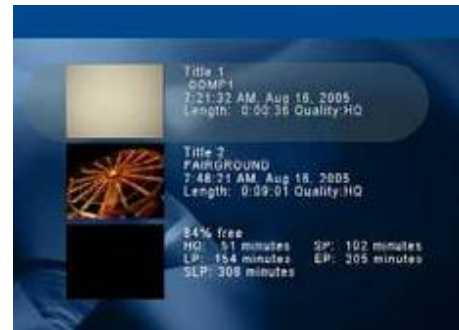 Title 1
COMP1
7:21:32 AM, Aug 16, 2005
Length: 0:00:36 Quality:HQ
Title 2
FAIRGROUND
7:48:21 AM, Aug 16, 2005
Length: 0:09:01 Quality:HQ
84% free
HQ: 51 minutes SP: 102 minutes
LP: 154 minutes EP: 205 minutes
SLP: 308 minutes